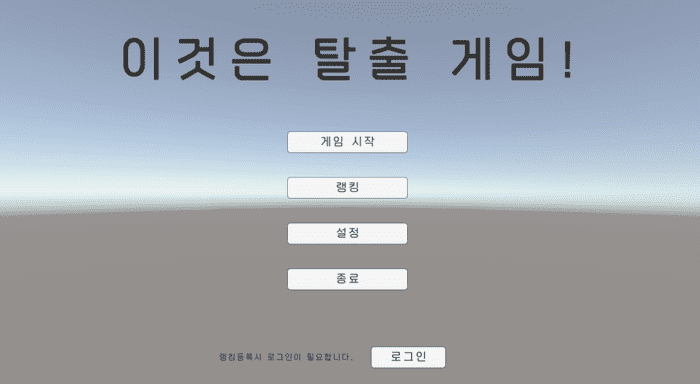 이것은 탈출 게임!
게임 시작
랭킹
설정
종료
랭킹등록시 로그인이 필요합니다.
로그인